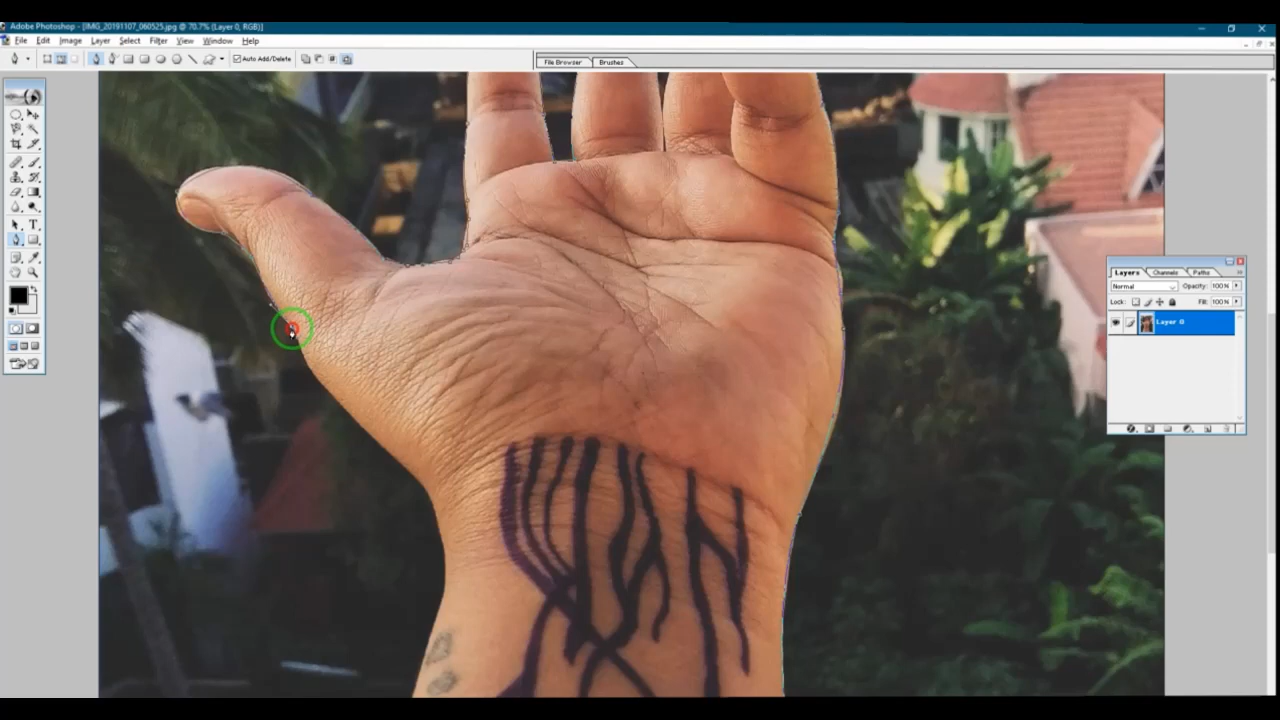 Adobe Photoshop - [IMG_20191107_060525.jpg @ 70.7% (Layer 0, RGB)]
File Edit Image Layer Select Filter View Window Help
Auto Add/Delete
File Browser Brushes
Layers Channels Paths
Normal Opacity: 100%
Lock: Fill: 100%
Layer 0